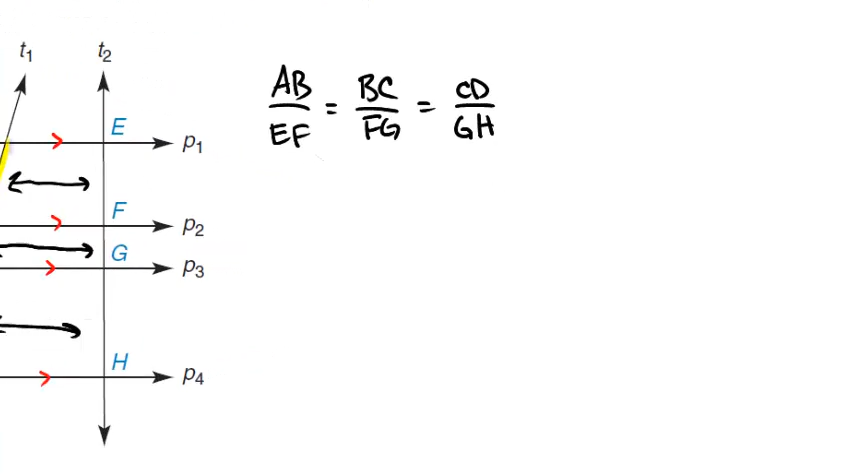 t₁ t₂
AB/EF = BC/FG = CD/GH
E p₁
F p₂
G p₃
H p₄